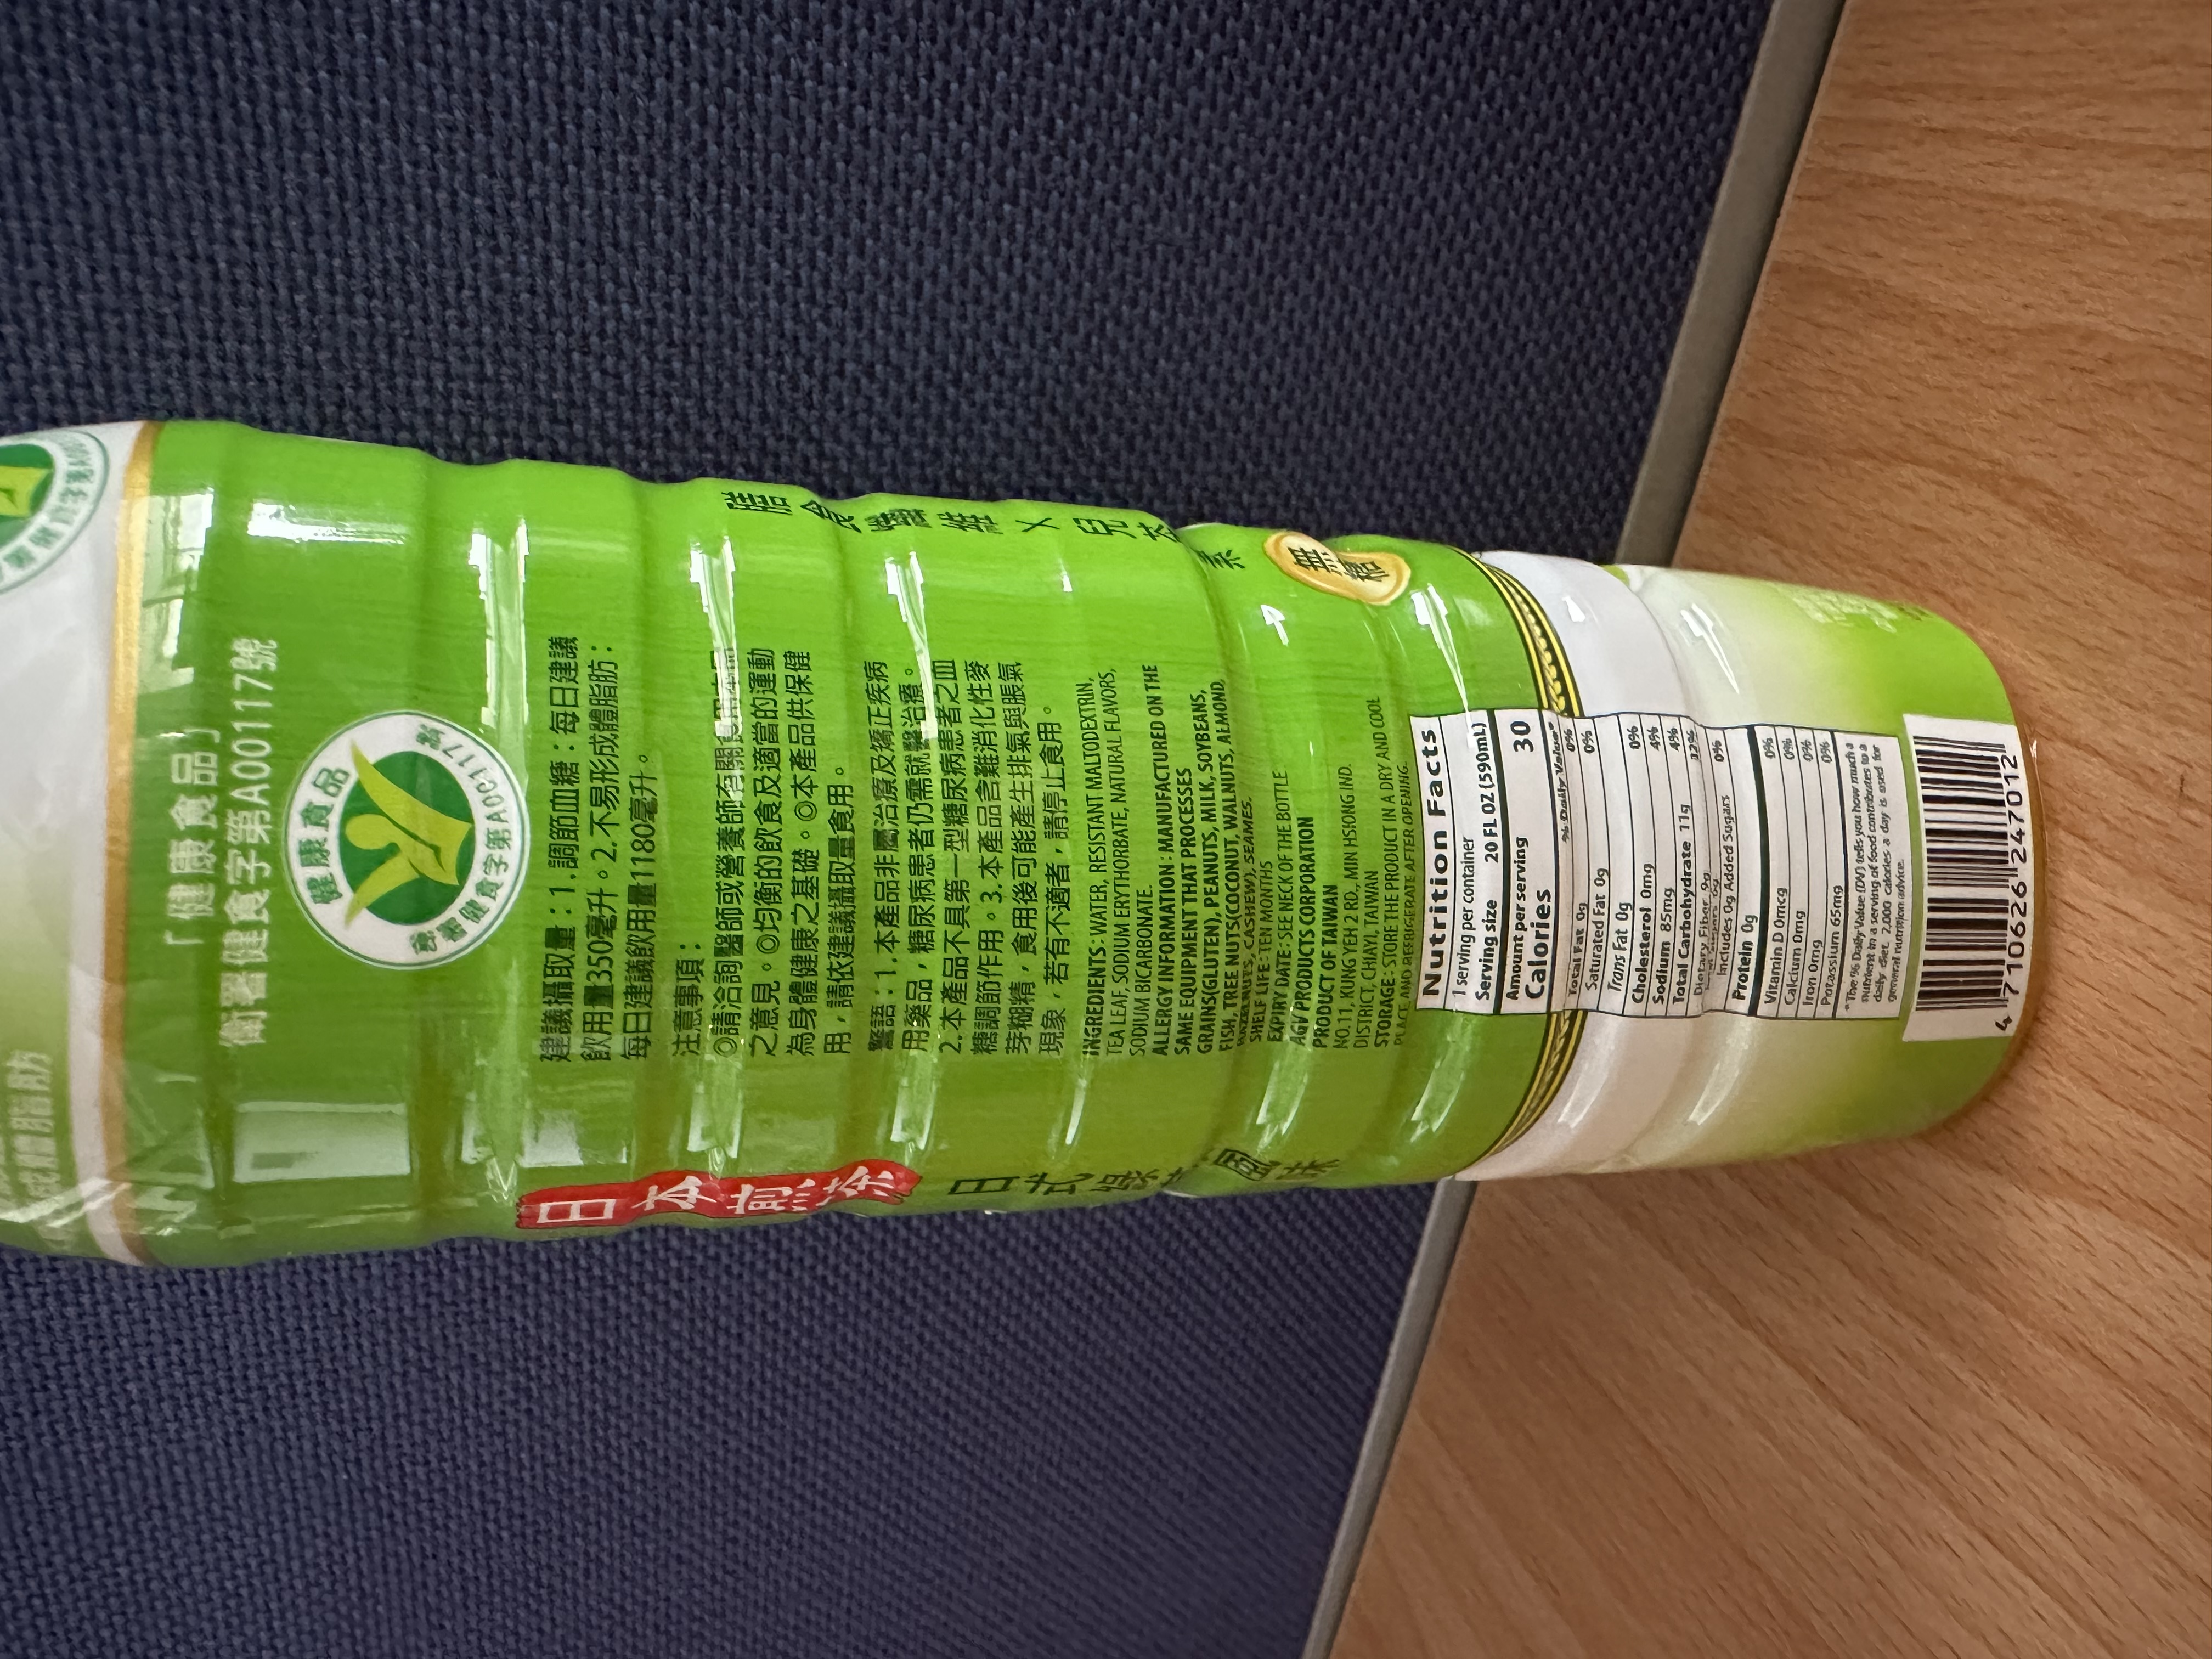 「健康食品」
衛署健食字第A00117號
健康食品
衛署健食字第A00117號
建議攝取量：1.調節血糖：每日建議
飲用量350毫升。2.不易形成體脂肪：
每日建議飲用量1180毫升。
注意事項：
◎請洽詢醫師或營養師有關食用本品
之意見。◎均衡的飲食及適當的運動
為身體健康之基礎。◎本產品供保健
用，請依建議攝取量食用。
警語：1.本產品非屬治療及矯正疾病
用藥品，糖尿病患者仍需就醫治療。
2.本產品不具第一型糖尿病患者之血
糖調節作用。3.本產品含難消化性麥
芽糊精，食用後可能產生排氣與脹氣
現象，若有不適者，請停止食用。
INGREDIENTS : WATER, RESISTANT MALTODEXTRIN,
TEA LEAF, SODIUM ERYTHORBATE, NATURAL FLAVORS,
SODIUM BICARBONATE.
ALLERGY INFORMATION : MANUFACTURED ON THE
SAME EQUIPMENT THAT PROCESSES
GRAINS(GLUTEN), PEANUTS, MILK, SOYBEANS,
FISH, TREE NUTS(COCONUT, WALNUTS, ALMOND,
HAZELNUTS, CASHEW), SEAMES.
SHELF LIFE : TEN MONTHS
EXPIRY DATE : SEE NECK OF THE BOTTLE
AGV PRODUCTS CORPORATION
PRODUCT OF TAIWAN
NO.11, KUNG YEH 2 RD., MIN HSIUNG IND.
DISTRICT, CHIAYI, TAIWAN
STORAGE : STORE THE PRODUCT IN A DRY AND COOL
PLACE, AND REFRIGERATE AFTER OPENING.
Nutrition Facts
1 serving per container
Serving size 20 FL OZ (590mL)
Amount per serving
Calories 30
% Daily Value*
Total Fat 0g 0%
Saturated Fat 0g 0%
Trans Fat 0g
Cholesterol 0mg 0%
Sodium 85mg 4%
Total Carbohydrate 11g 4%
Dietary Fiber 9g 32%
Total Sugars 0g
Includes 0g Added Sugars 0%
Protein 0g
Vitamin D 0mcg 0%
Calcium 0mg 0%
Iron 0mg 0%
Potassium 65mg 0%
*The % Daily Value (DV) tells you how much a
nutrient in a serving of food contributes to a
daily diet. 2,000 calories a day is used for
general nutrition advice.
4 710626 247012
日本煎茶
日式綠茶
風味
膳食纖維×兒茶素
無糖